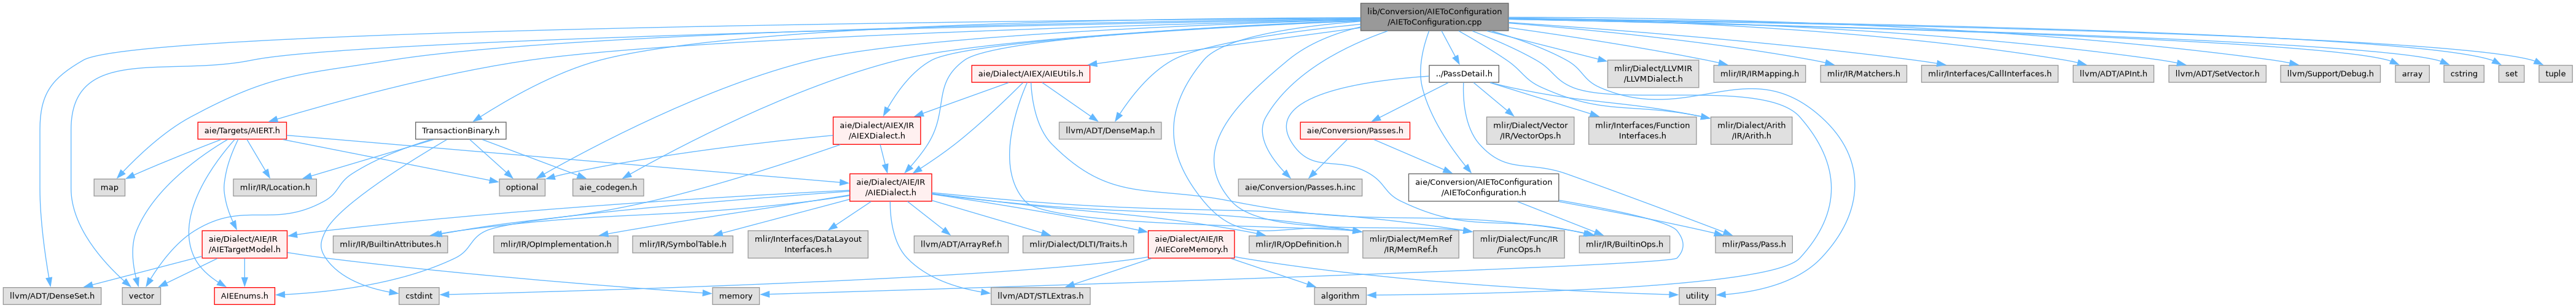 lib/Conversion/AIEToConfiguration
/AIEToConfiguration.cpp
aie/Dialect/AIEX/AIEUtils.h
../PassDetail.h
mlir/Dialect/LLVMIR
/LLVMDialect.h
mlir/IR/IRMapping.h
mlir/IR/Matchers.h
mlir/Interfaces/CallInterfaces.h
llvm/ADT/APInt.h
llvm/ADT/SetVector.h
llvm/Support/Debug.h
array
cstring
set
tuple
aie/Targets/AIERT.h
TransactionBinary.h
aie/Dialect/AIEX/IR
/AIEXDialect.h
llvm/ADT/DenseMap.h
aie/Conversion/Passes.h
mlir/Dialect/Vector
/IR/VectorOps.h
mlir/Interfaces/Function
Interfaces.h
mlir/Dialect/Arith
/IR/Arith.h
map
mlir/IR/Location.h
optional
aie_codegen.h
aie/Dialect/AIE/IR
/AIEDialect.h
aie/Conversion/Passes.h.inc
aie/Conversion/AIEToConfiguration
/AIEToConfiguration.h
aie/Dialect/AIE/IR
/AIETargetModel.h
mlir/IR/BuiltinAttributes.h
mlir/IR/OpImplementation.h
mlir/IR/SymbolTable.h
mlir/Interfaces/DataLayout
Interfaces.h
llvm/ADT/ArrayRef.h
mlir/Dialect/DLTI/Traits.h
aie/Dialect/AIE/IR
/AIECoreMemory.h
mlir/IR/OpDefinition.h
mlir/Dialect/MemRef
/IR/MemRef.h
mlir/Dialect/Func/IR
/FuncOps.h
mlir/IR/BuiltinOps.h
mlir/Pass/Pass.h
llvm/ADT/DenseSet.h
vector
AIEEnums.h
cstdint
memory
llvm/ADT/STLExtras.h
algorithm
utility